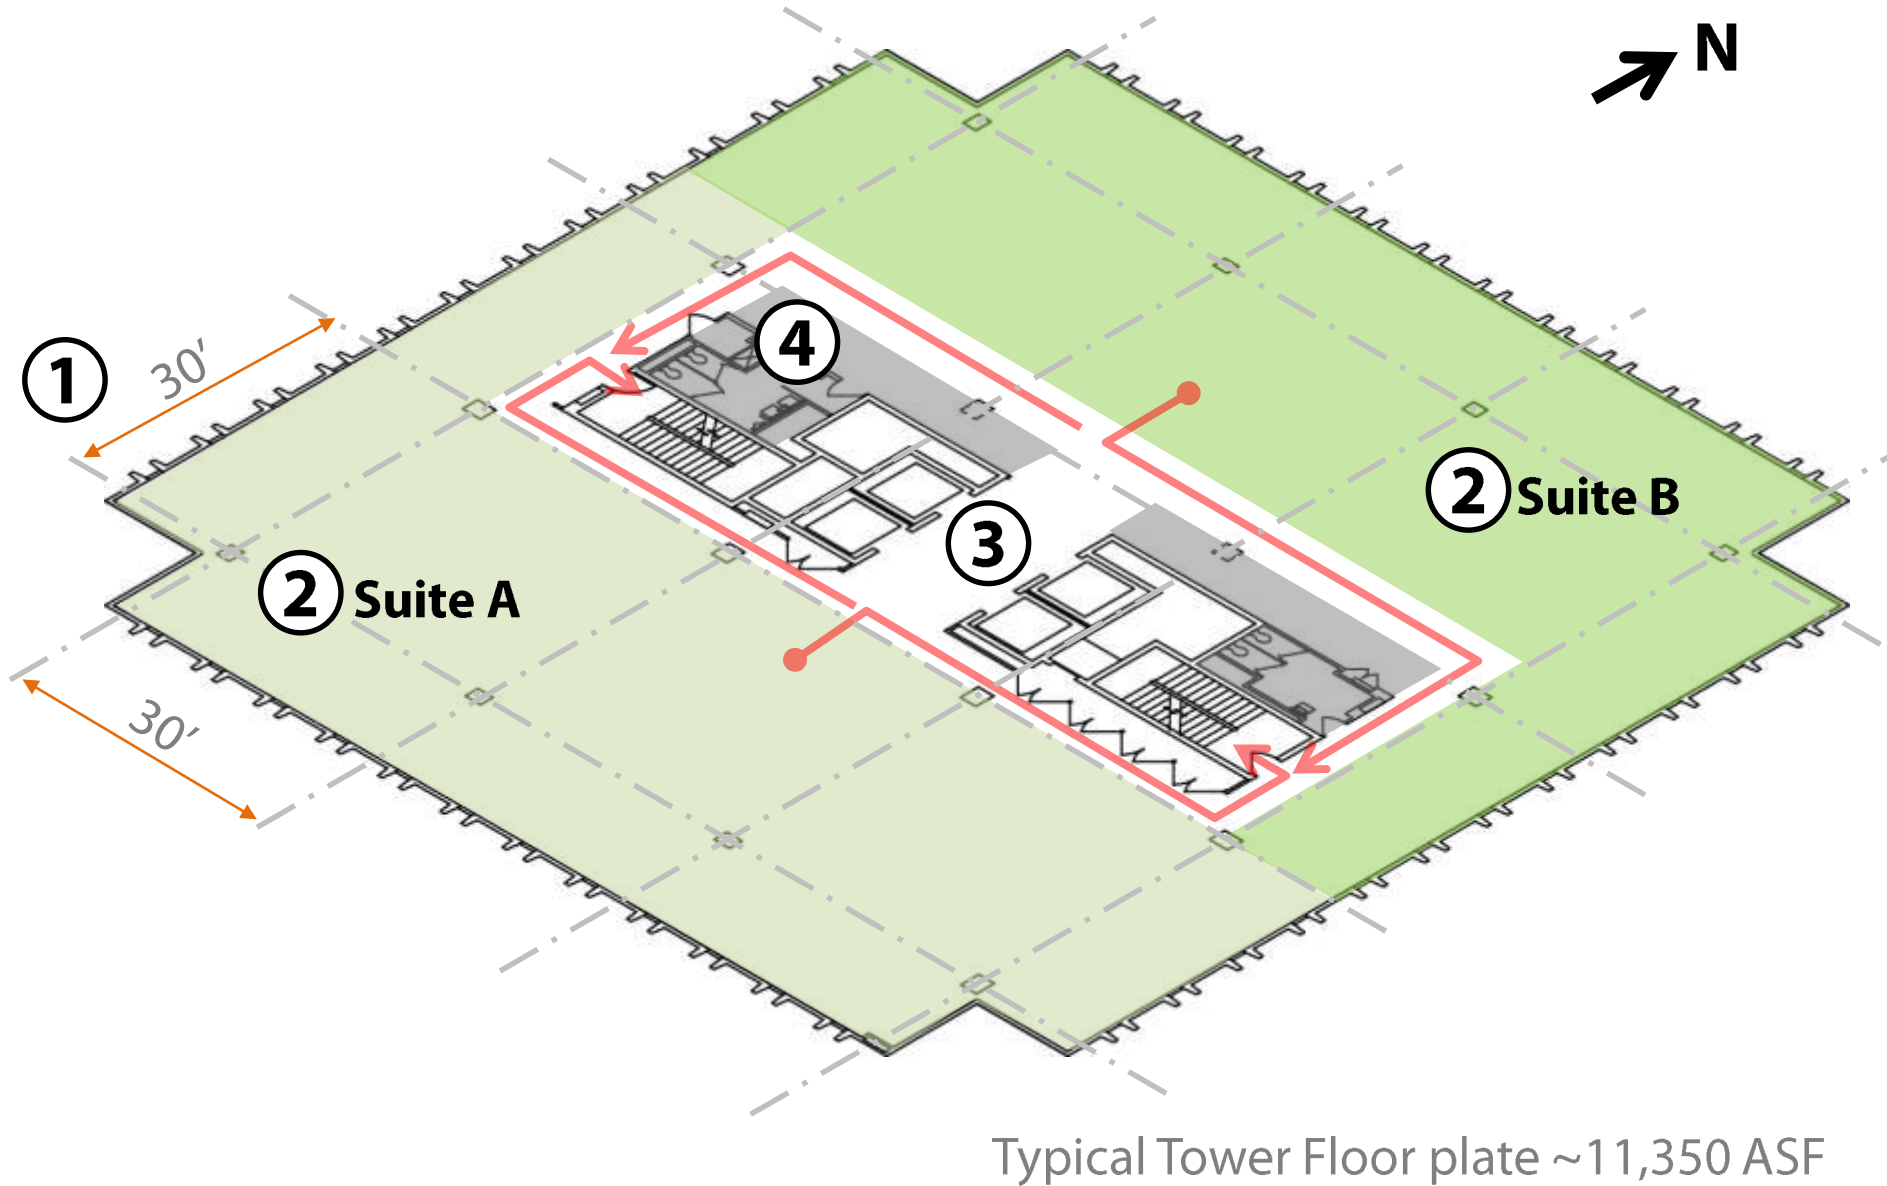 N
1
30’
4
2 Suite B
3
2 Suite A
30’
Typical Tower Floor plate ~11,350 ASF